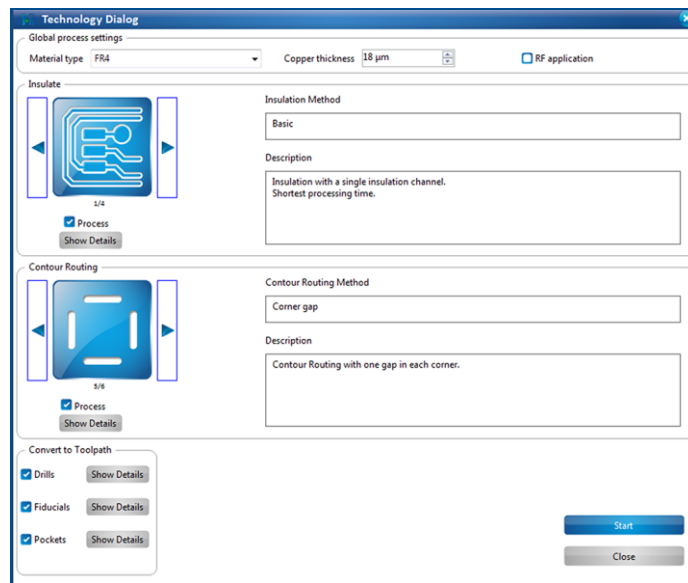 Technology Dialog
Global process settings
Material type FR4 Copper thickness 18 µm RF application
Insulate
Insulation Method
Basic
Description
Insulation with a single insulation channel.
Shortest processing time.
1/4
Process
Show Details
Contour Routing
Contour Routing Method
Corner gap
Description
Contour Routing with one gap in each corner.
5/6
Process
Show Details
Convert to Toolpath
Drills Show Details
Fiducials Show Details
Pockets Show Details
Start
Close